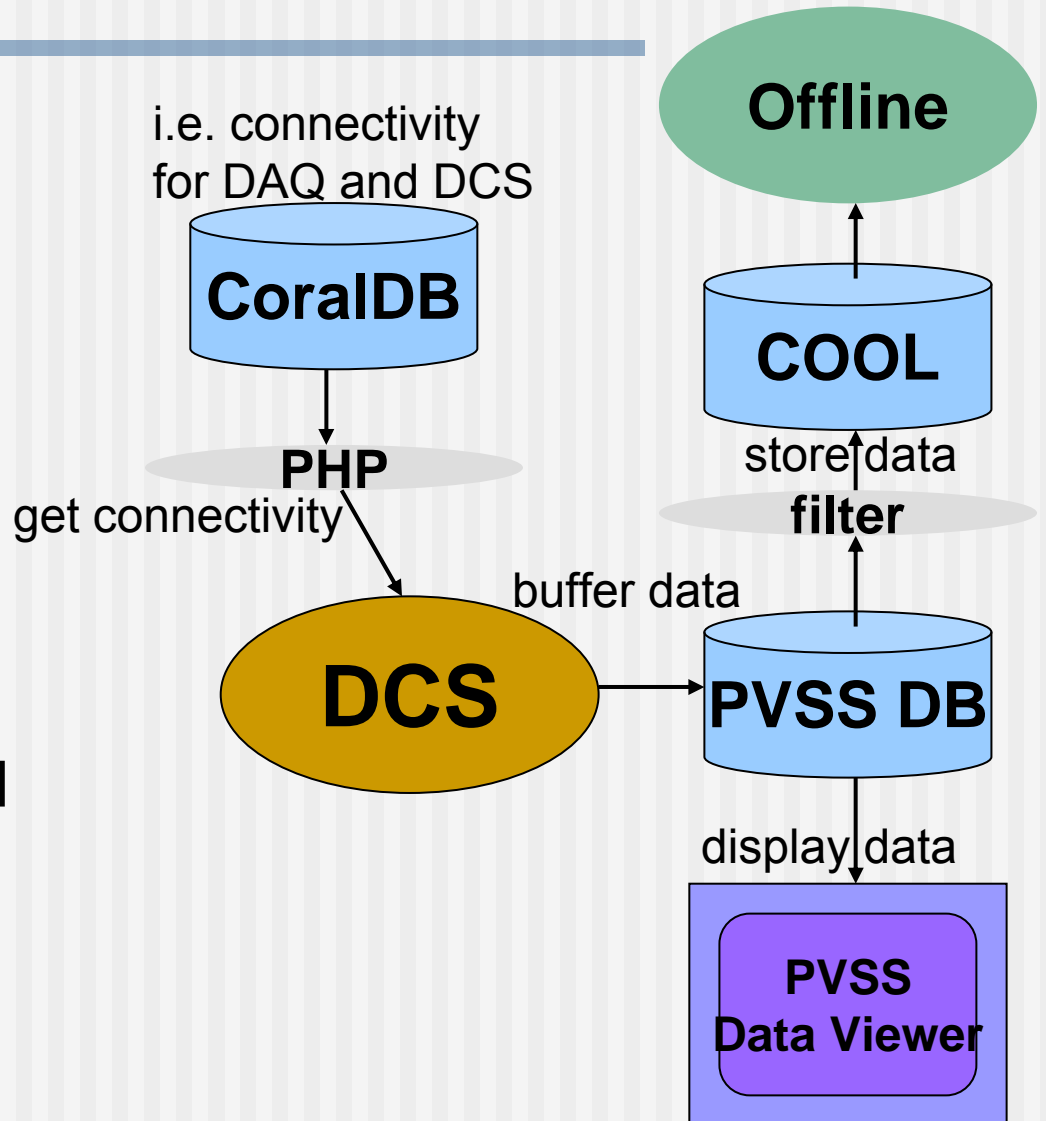 i.e. connectivity
for DAQ and DCS
CoralDB
PHP
get connectivity
DCS
buffer data
Offline
COOL
store data
filter
PVSS DB
display data
PVSS
Data Viewer